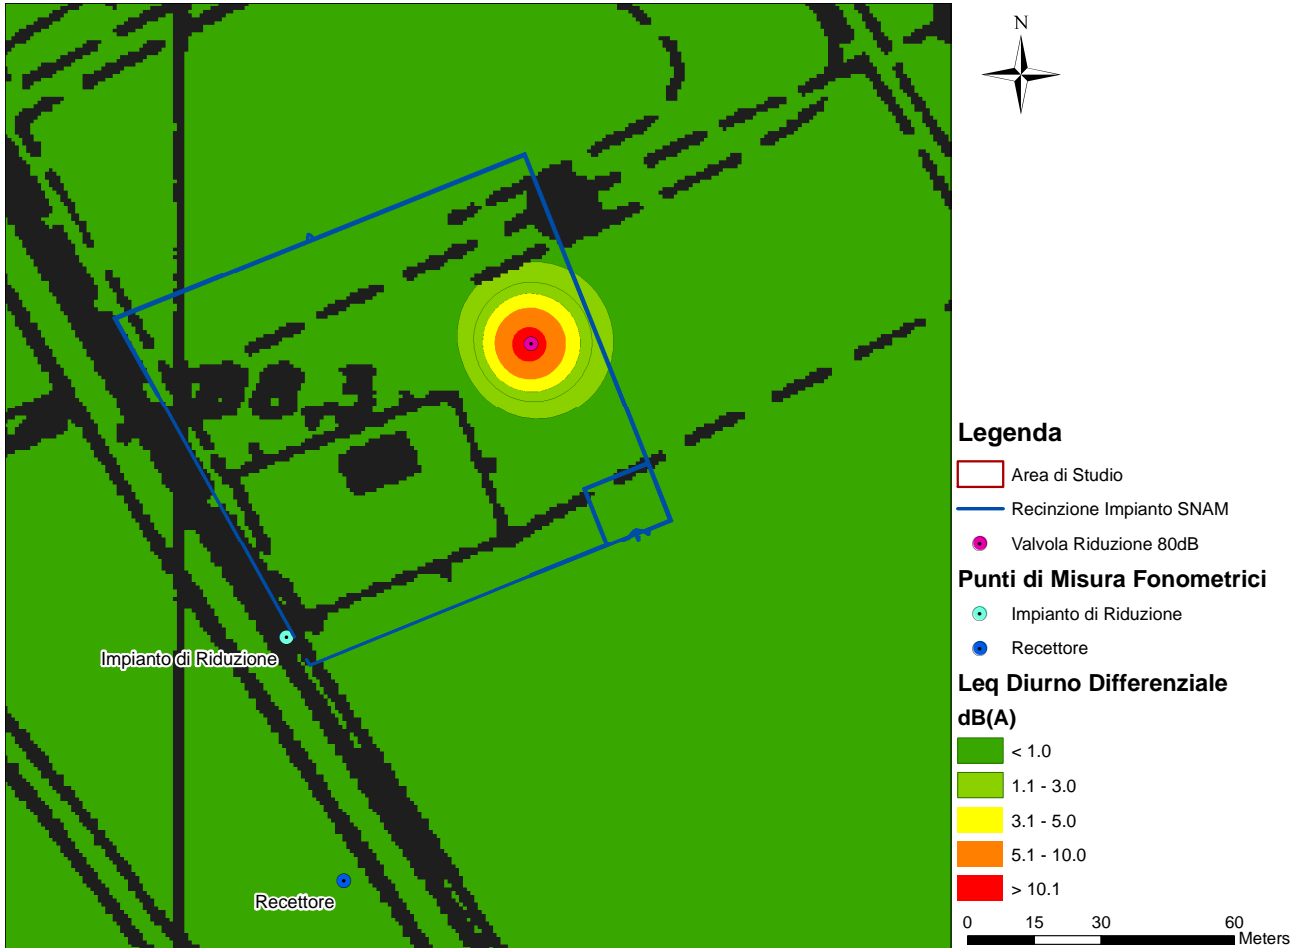 N
Impianto di Riduzione
Recettore
Legenda
Area di Studio
Recinzione Impianto SNAM
Valvola Riduzione 80dB
Punti di Misura Fonometrici
Impianto di Riduzione
Recettore
Leq Diurno Differenziale
dB(A)
< 1.0
1.1 - 3.0
3.1 - 5.0
5.1 - 10.0
> 10.1
0 15 30 60
Meters